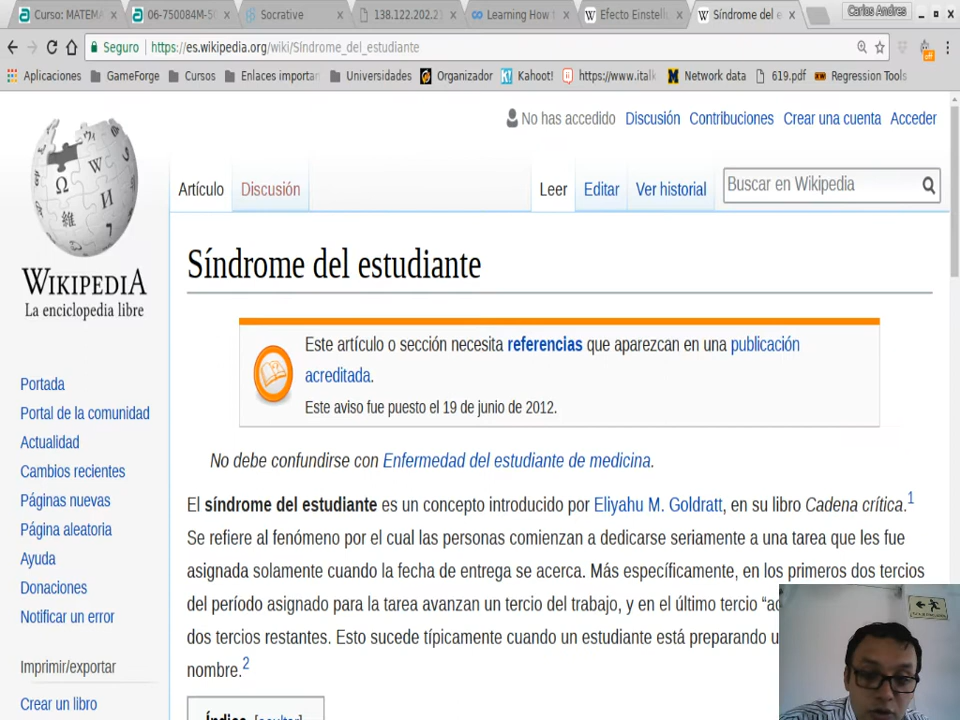 Curso: MATEMA
06-750084M-50
Socrative
138.122.202.21
Learning How t
Efecto Einstellu
Síndrome del e
Carlos Andres
Seguro https://es.wikipedia.org/wiki/Síndrome_del_estudiante
Aplicaciones GameForge Cursos Enlaces importan Universidades Organizador Kahoot! https://www.italk Network data 619.pdf Regression Tools
No has accedido Discusión Contribuciones Crear una cuenta Acceder
Artículo Discusión Leer Editar Ver historial Buscar en Wikipedia
WIKIPEDIA
La enciclopedia libre
Portada
Portal de la comunidad
Actualidad
Cambios recientes
Páginas nuevas
Página aleatoria
Ayuda
Donaciones
Notificar un error
Imprimir/exportar
Crear un libro
Síndrome del estudiante
Este artículo o sección necesita referencias que aparezcan en una publicación
acreditada.
Este aviso fue puesto el 19 de junio de 2012.
No debe confundirse con Enfermedad del estudiante de medicina.
El síndrome del estudiante es un concepto introducido por Eliyahu M. Goldratt, en su libro Cadena crítica.1
Se refiere al fenómeno por el cual las personas comienzan a dedicarse seriamente a una tarea que les fue
asignada solamente cuando la fecha de entrega se acerca. Más específicamente, en los primeros dos tercios
del período asignado para la tarea avanzan un tercio del trabajo, y en el último tercio “ac
dos tercios restantes. Esto sucede típicamente cuando un estudiante está preparando u
nombre.2
Índice [ocultar]